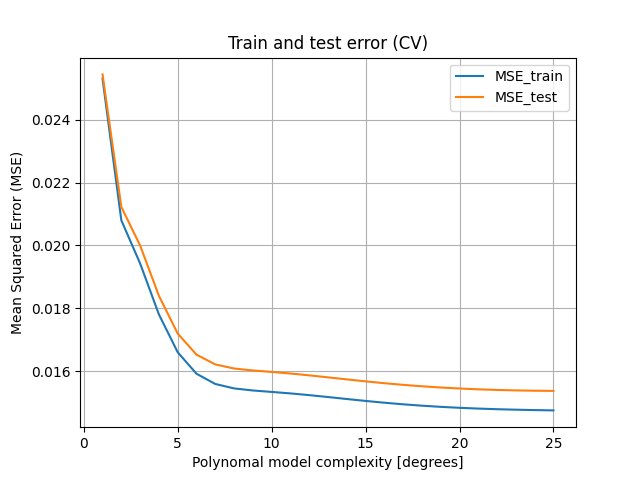 Train and test error (CV)
MSE_train
MSE_test
0.024
0.022
0.020
0.018
0.016
Mean Squared Error (MSE)
0 5 10 15 20 25
Polynomal model complexity [degrees]